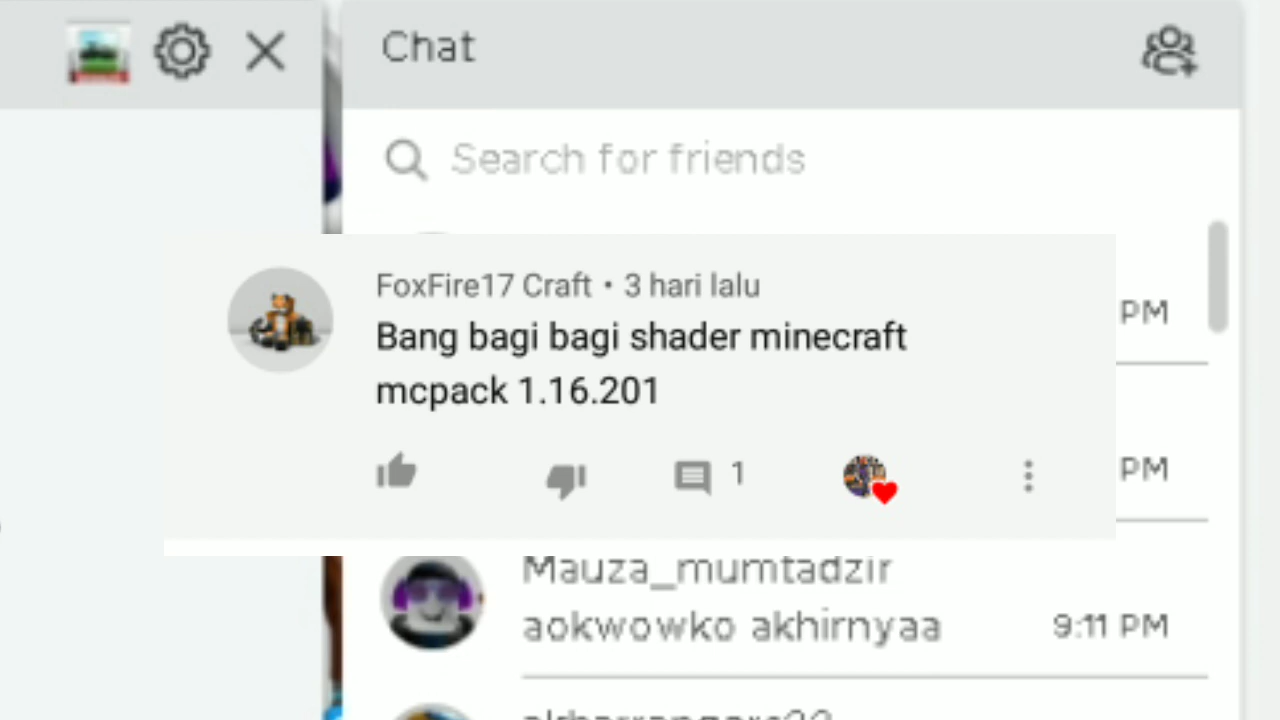 Chat
Search for friends
FoxFire17 Craft • 3 hari lalu
Bang bagi bagi shader minecraft
mcpack 1.16.201
1
PM
PM
Mauza_mumtadzir
aokwowko akhirnyaa 9:11 PM